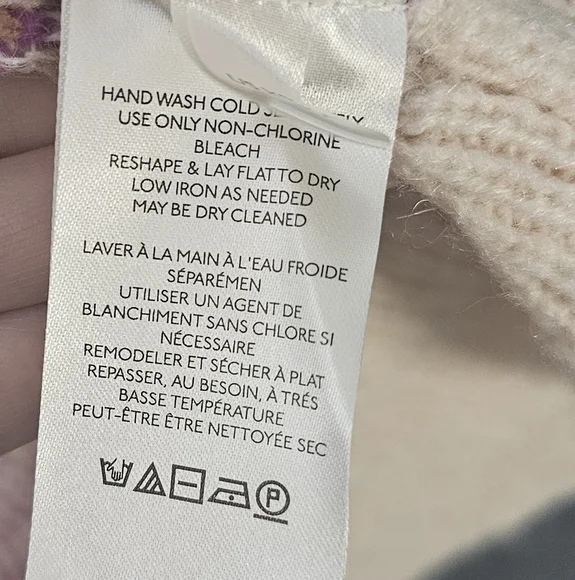 HAND WASH COLD
USE ONLY NON-CHLORINE
BLEACH
RESHAPE & LAY FLAT TO DRY
LOW IRON AS NEEDED
MAY BE DRY CLEANED
LAVER À LA MAIN À L'EAU FROIDE
SÉPARÉMEN
UTILISER UN AGENT DE
BLANCHIMENT SANS CHLORE SI
NÉCESSAIRE
REMODELER ET SÉCHER À PLAT
REPASSER, AU BESOIN, À TRÉS
BASSE TEMPÉRATURE
PEUT-ÊTRE ÊTRE NETTOYÉE SEC
P